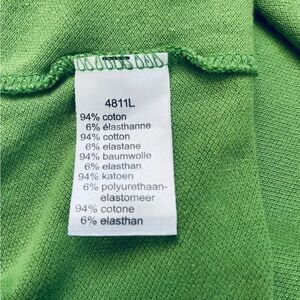 4811L
94% coton
6% élasthanne
94% cotton
6% elastane
94% baumwolle
6% elasthan
94% katoen
6% polyurethaan-
elastomeer
94% cotone
6% elasthan